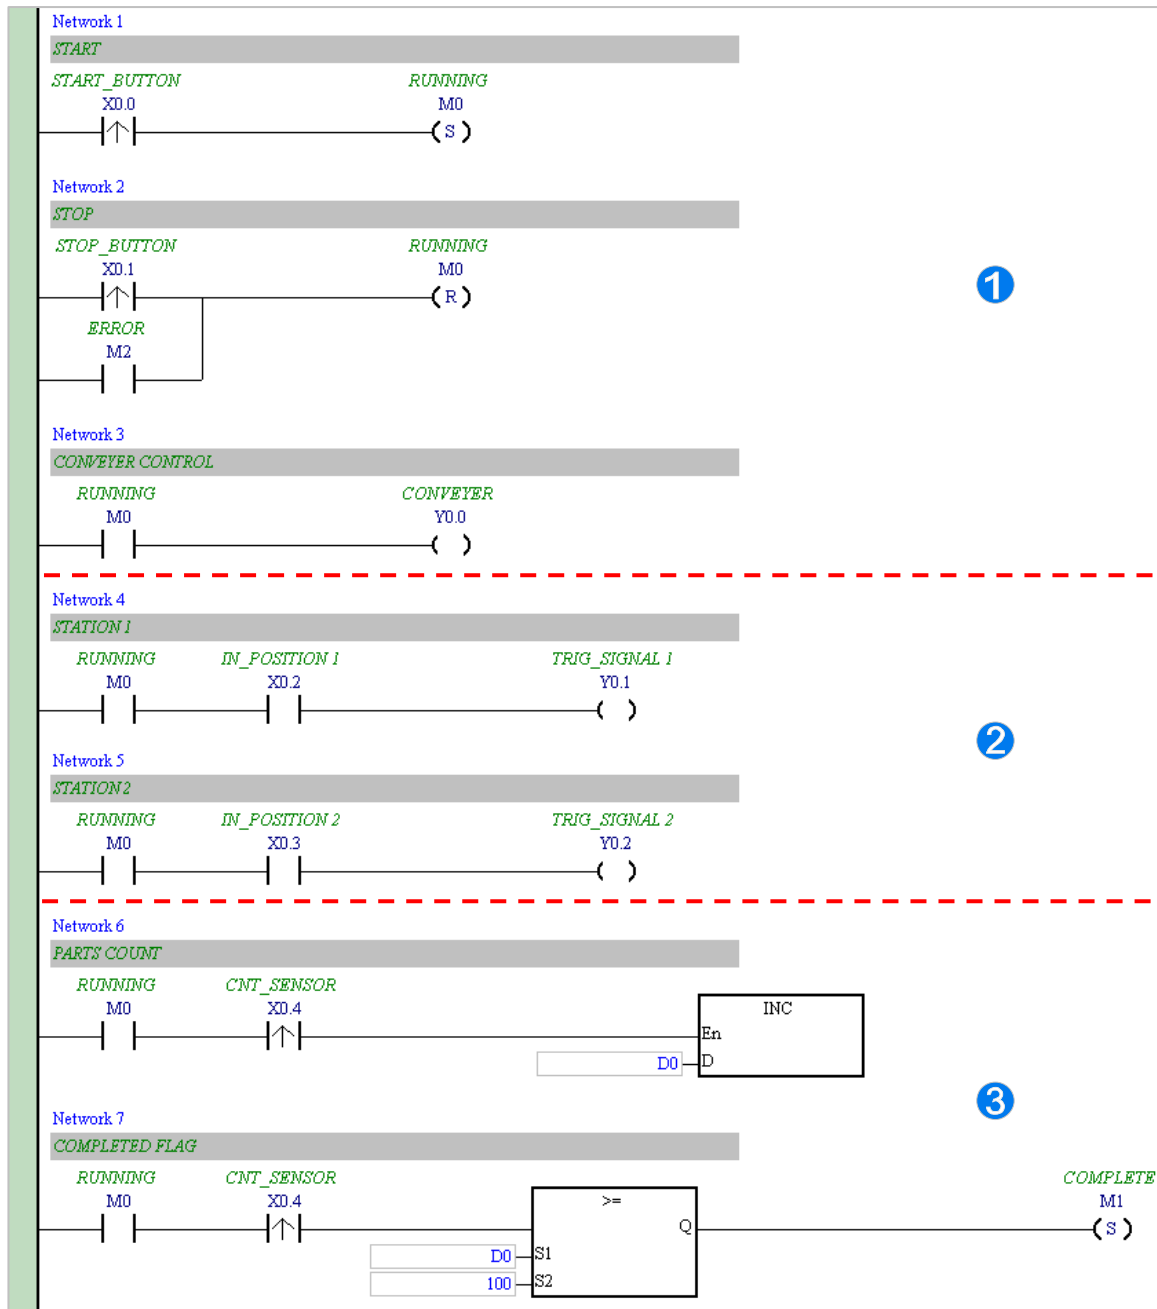 Network 1
START
START_BUTTON RUNNING
X0.0 M0
S
Network 2
STOP
STOP_BUTTON RUNNING
X0.1 M0
R
1
ERROR
M2
Network 3
CONVEYER CONTROL
RUNNING CONVEYER
M0 Y0.0
Network 4
STATION 1
RUNNING IN_POSITION 1 TRIG_SIGNAL 1
M0 X0.2 Y0.1
2
Network 5
STATION2
RUNNING IN_POSITION 2 TRIG_SIGNAL 2
M0 X0.3 Y0.2
Network 6
PARTS COUNT
RUNNING CNT_SENSOR
M0 X0.4 INC
En
D0 D
3
Network 7
COMPLETED FLAG
RUNNING CNT_SENSOR COMPLETE
M0 X0.4 >= M1
Q S
D0 S1
100 S2